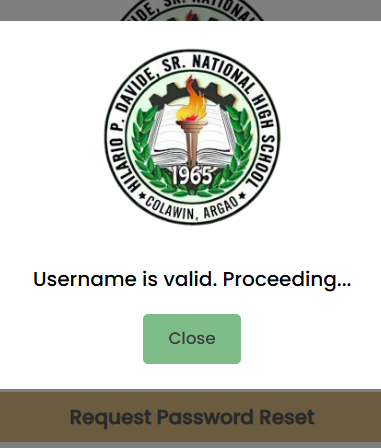 HILARIO P. DAVIDE, SR. NATIONAL HIGH SCHOOL
1965
COLAWIN, ARGAO
Username is valid. Proceeding...
Close
Request Password Reset